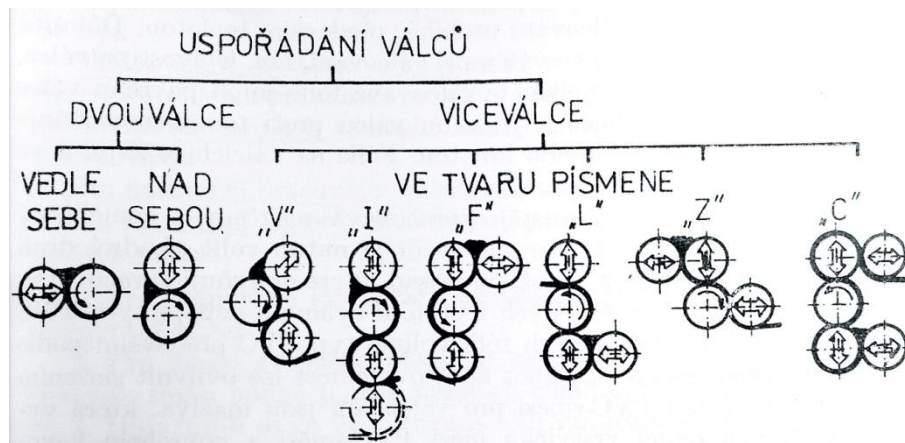 USPOŘÁDÁNÍ VÁLCŮ
DVOUVÁLCE VÍCEVÁLCE
VEDLE NAD VE TVARU PÍSMENE
SEBE SEBOU „V" „I" „F" „L" „Z" „C"